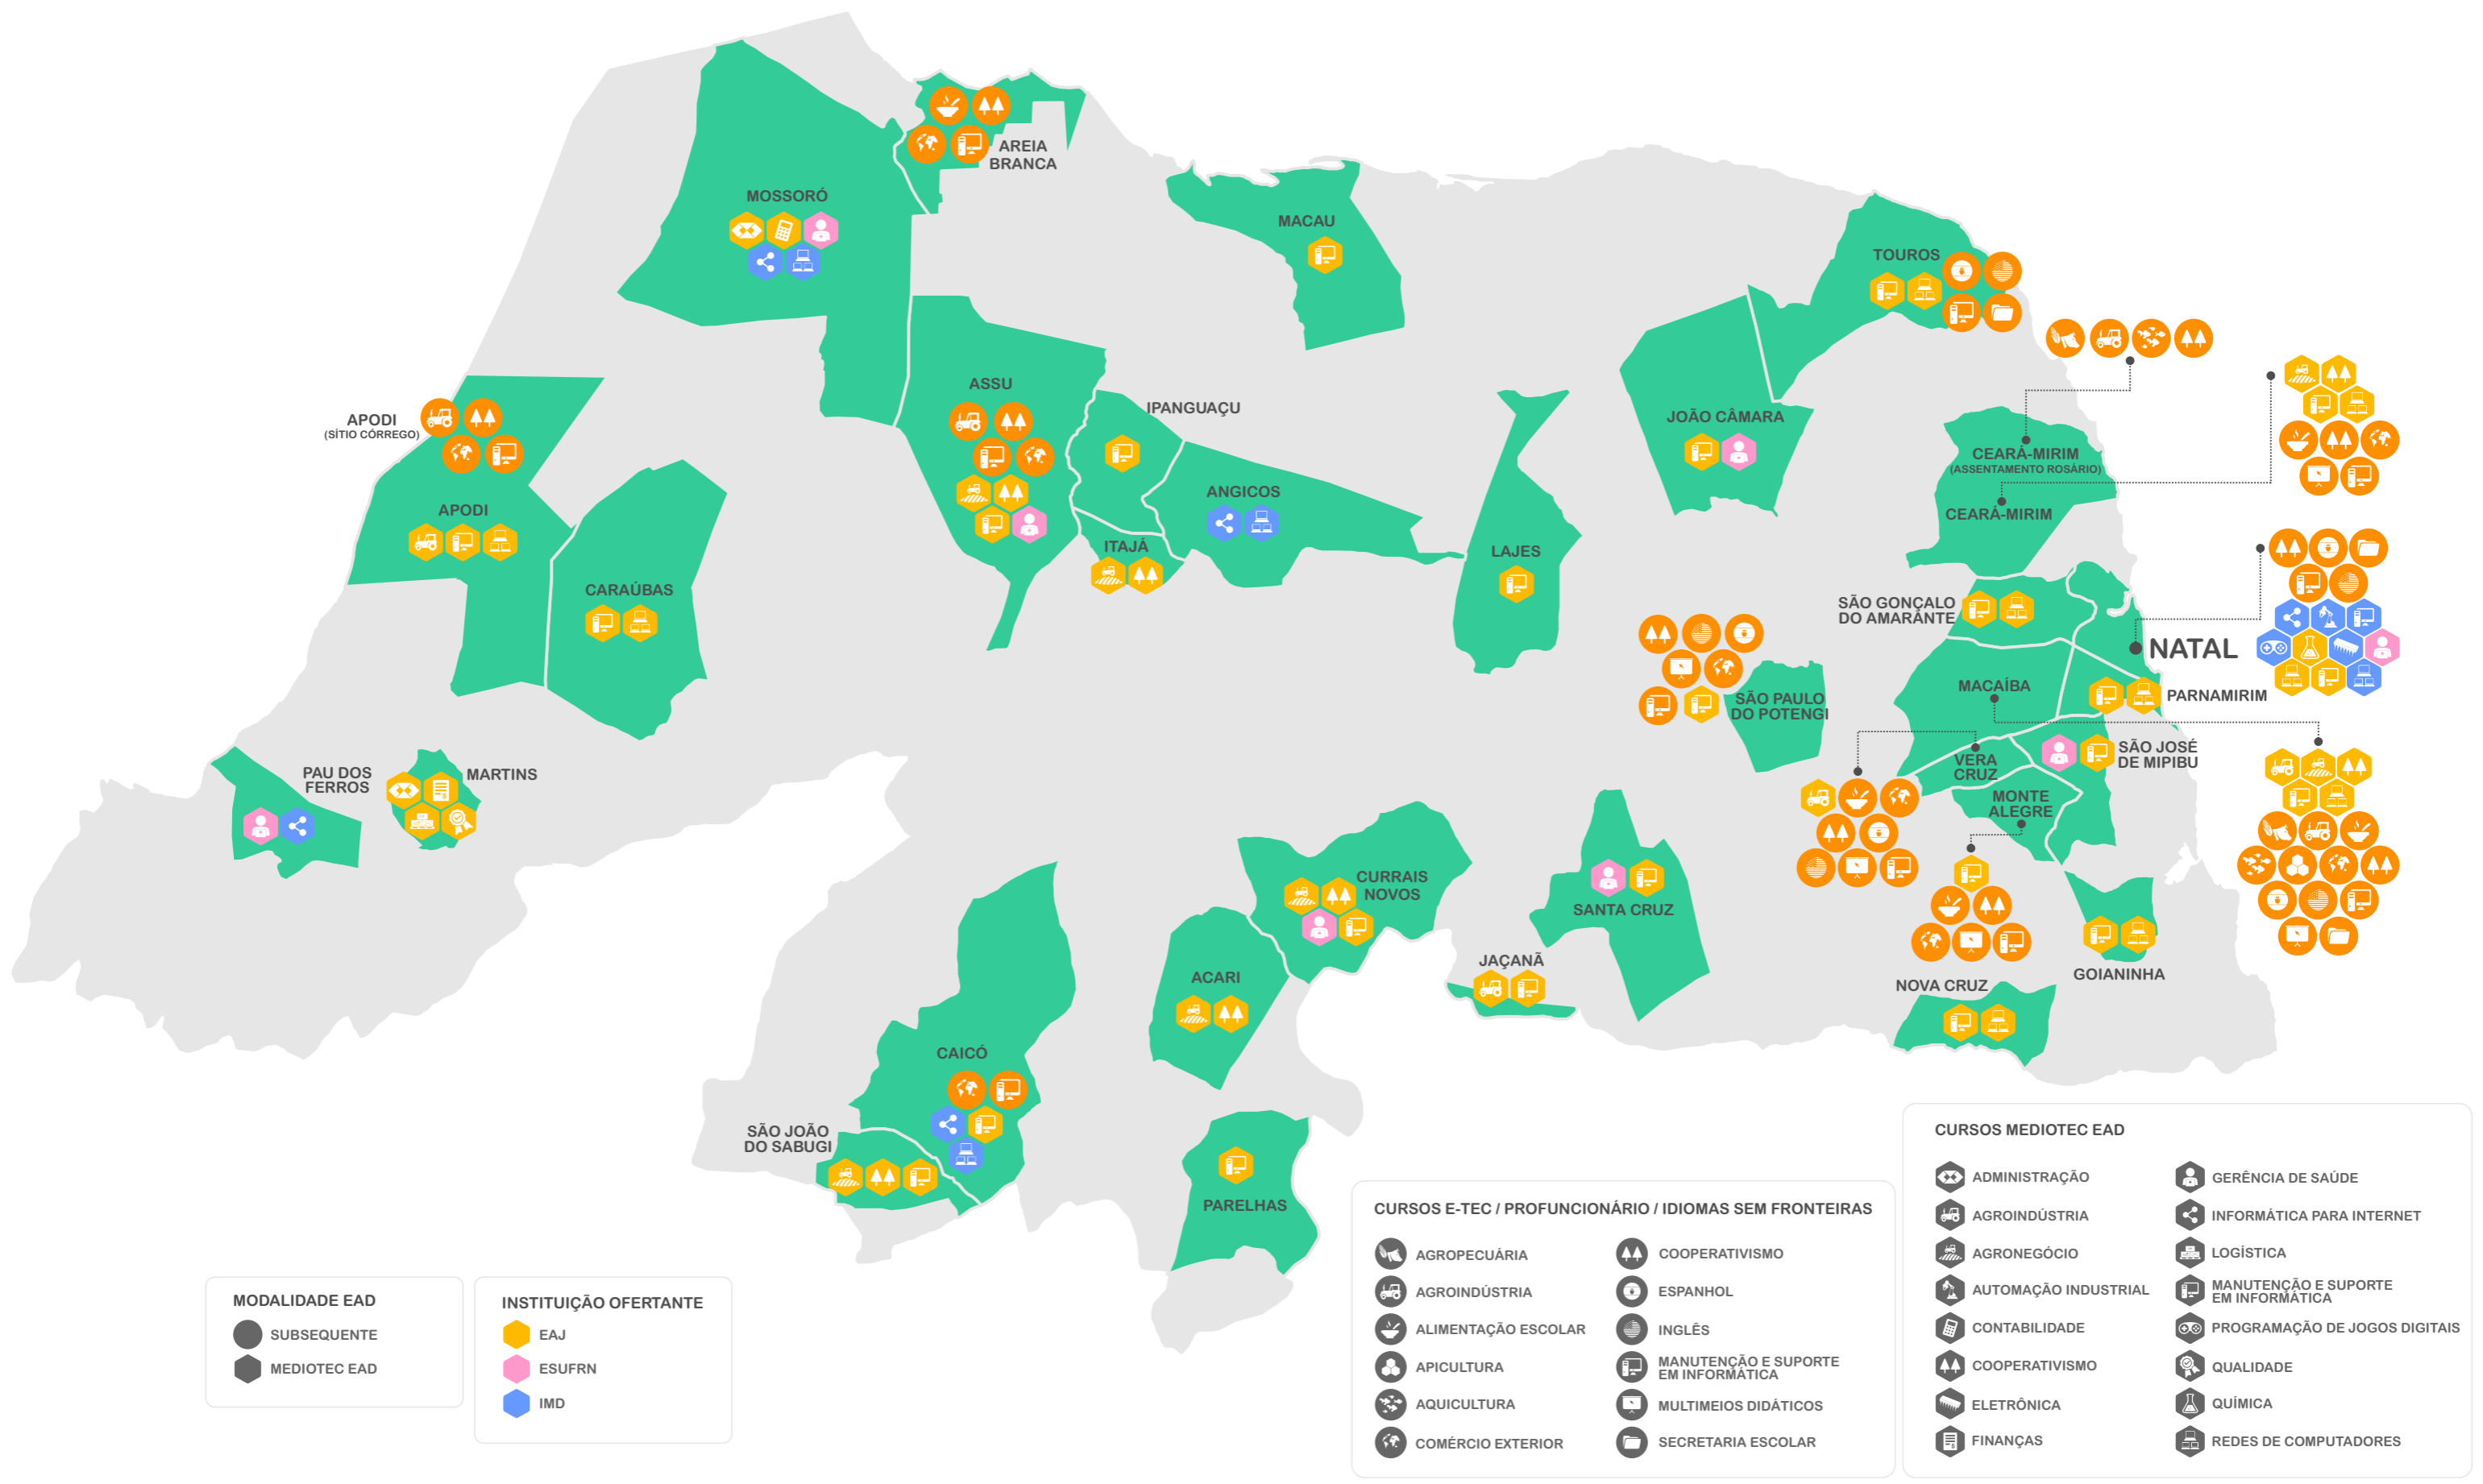 AREIA
BRANCA
MOSSORÓ
MACAU
TOUROS
ASSU
IPANGUAÇU
APODI
(SÍTIO CÓRREGO)
JOÃO CÂMARA
CEARÁ-MIRIM
(ASSENTAMENTO ROSÁRIO)
ANGICOS
APODI
CEARÁ-MIRIM
ITAJÁ
LAJES
CARAÚBAS
SÃO GONÇALO
DO AMARANTE
NATAL
MACAÍBA
PARNAMIRIM
SÃO PAULO
DO POTENGI
SÃO JOSÉ
DE MIPIBU
VERA
CRUZ
PAU DOS
FERROS
MARTINS
MONTE
ALEGRE
CURRAIS
NOVOS
SANTA CRUZ
JAÇANÃ
ACARI
GOIANINHA
NOVA CRUZ
CAICÓ
SÃO JOÃO
DO SABUGI
PARELHAS
MODALIDADE EAD
SUBSEQUENTE
MEDIOTEC EAD
INSTITUIÇÃO OFERTANTE
EAJ
ESUFRN
IMD
CURSOS E-TEC / PROFUNCIONÁRIO / IDIOMAS SEM FRONTEIRAS
AGROPECUÁRIA
AGROINDÚSTRIA
ALIMENTAÇÃO ESCOLAR
APICULTURA
AQUICULTURA
COMÉRCIO EXTERIOR
COOPERATIVISMO
ESPANHOL
INGLÊS
MANUTENÇÃO E SUPORTE
EM INFORMÁTICA
MULTIMEIOS DIDÁTICOS
SECRETARIA ESCOLAR
CURSOS MEDIOTEC EAD
ADMINISTRAÇÃO
AGROINDÚSTRIA
AGRONEGÓCIO
AUTOMAÇÃO INDUSTRIAL
CONTABILIDADE
COOPERATIVISMO
ELETRÔNICA
FINANÇAS
GERÊNCIA DE SAÚDE
INFORMÁTICA PARA INTERNET
LOGÍSTICA
MANUTENÇÃO E SUPORTE
EM INFORMÁTICA
PROGRAMAÇÃO DE JOGOS DIGITAIS
QUALIDADE
QUÍMICA
REDES DE COMPUTADORES